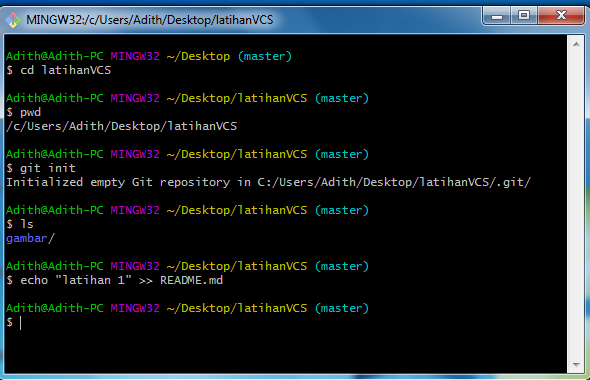 MINGW32:/c/Users/Adith/Desktop/latihanVCS
Adith@Adith-PC MINGW32 ~/Desktop (master)
$ cd latihanVCS
Adith@Adith-PC MINGW32 ~/Desktop/latihanVCS (master)
$ pwd
/c/Users/Adith/Desktop/latihanVCS
Adith@Adith-PC MINGW32 ~/Desktop/latihanVCS (master)
$ git init
Initialized empty Git repository in C:/Users/Adith/Desktop/latihanVCS/.git/
Adith@Adith-PC MINGW32 ~/Desktop/latihanVCS (master)
$ ls
gambar/
Adith@Adith-PC MINGW32 ~/Desktop/latihanVCS (master)
$ echo "latihan 1" >> README.md
Adith@Adith-PC MINGW32 ~/Desktop/latihanVCS (master)
$